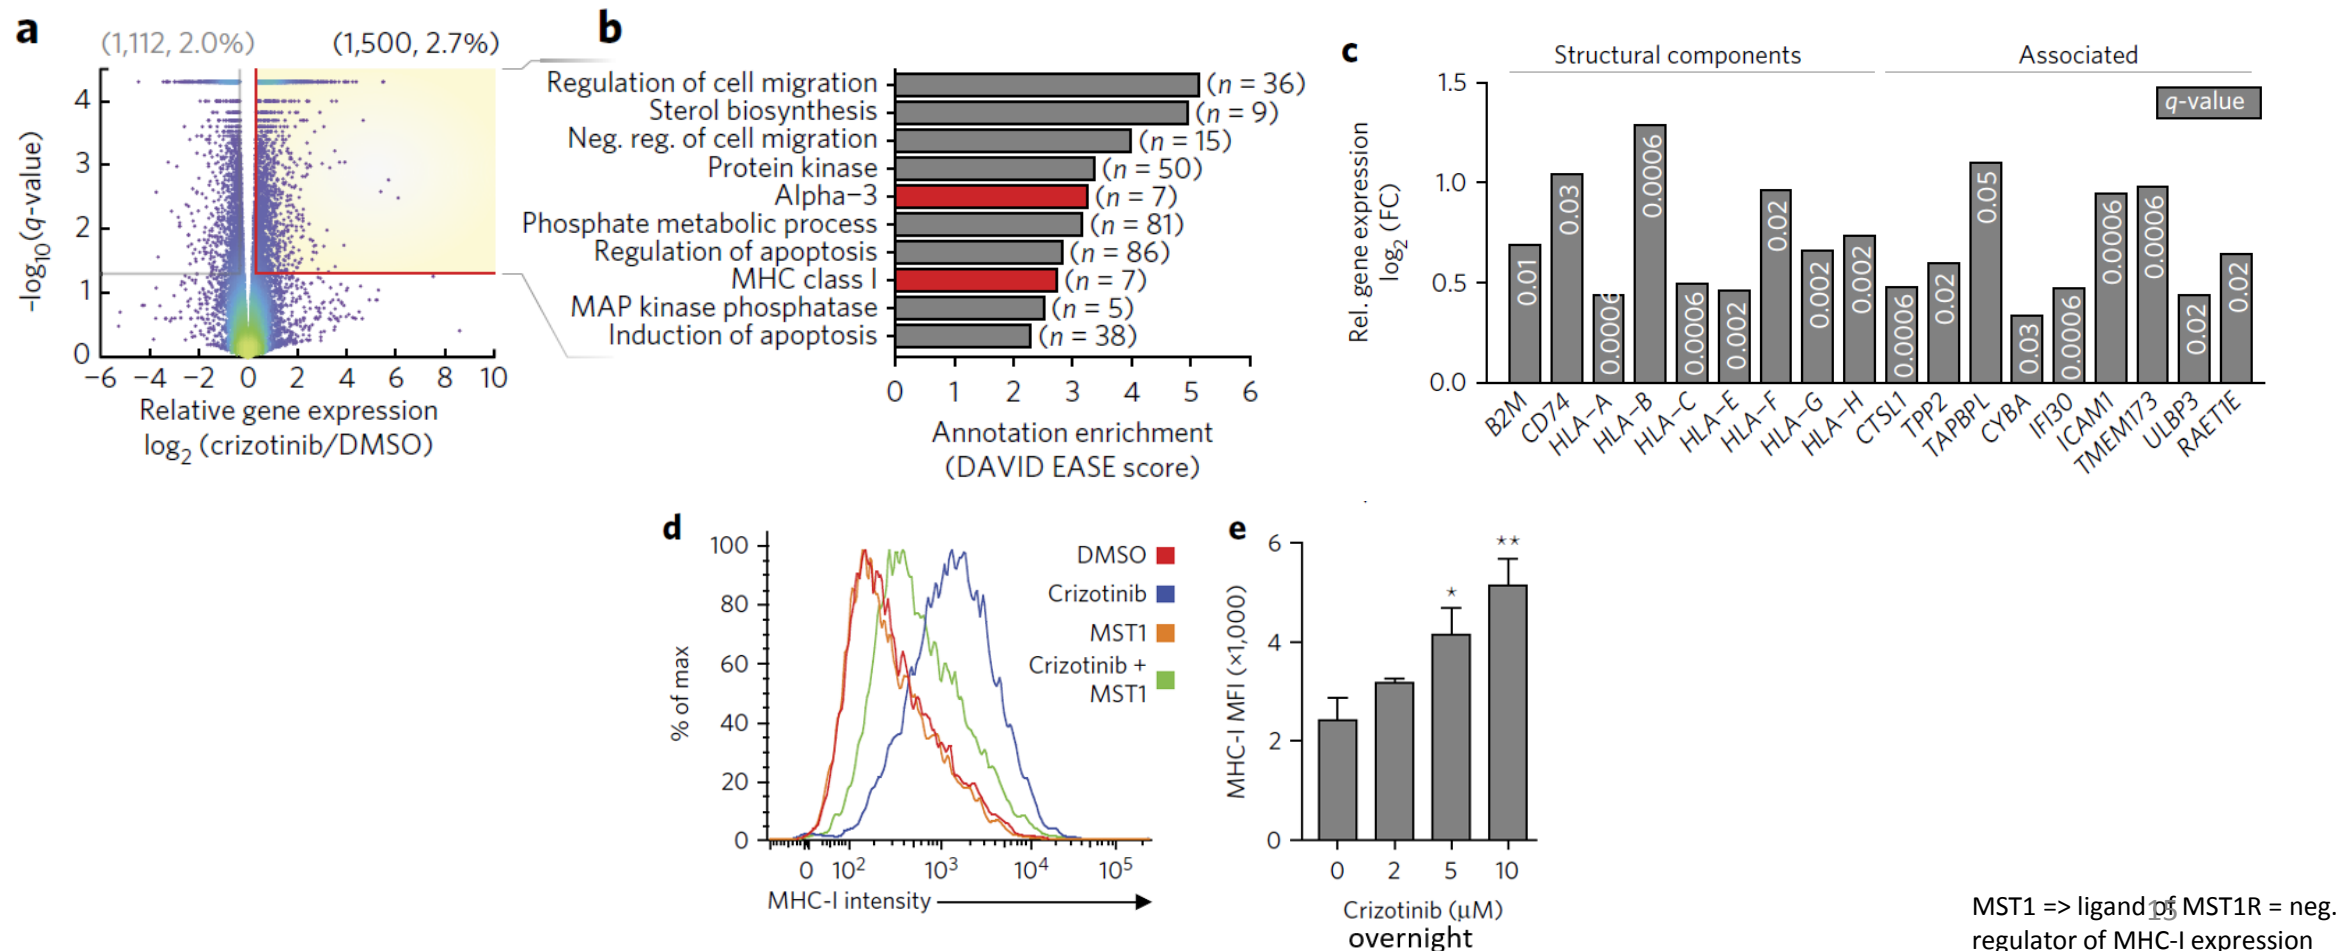 a
(1,112, 2.0%)
(1,500, 2.7%)
-log10(q-value)
4
3
2
1
0
−6 −4 −2 0 2 4 6 8 10
Relative gene expression
log2 (crizotinib/DMSO)
b
Regulation of cell migration (n = 36)
Sterol biosynthesis (n = 9)
Neg. reg. of cell migration (n = 15)
Protein kinase (n = 50)
Alpha−3 (n = 7)
Phosphate metabolic process (n = 81)
Regulation of apoptosis (n = 86)
MHC class I (n = 7)
MAP kinase phosphatase (n = 5)
Induction of apoptosis (n = 38)
0 1 2 3 4 5 6
Annotation enrichment
(DAVID EASE score)
c
Structural components
Associated
q-value
Rel. gene expression
log2 (FC)
1.5
1.0
0.5
0.0
0.01
0.03
0.0006
0.0006
0.0006
0.002
0.02
0.002
0.002
0.0006
0.02
0.05
0.03
0.0006
0.0006
0.0006
0.02
0.02
B2M
CD74
HLA−A
HLA−B
HLA−C
HLA−E
HLA−F
HLA−G
HLA−H
CTSL1
TPP2
TAPBPL
CYBA
IFI30
ICAM1
TMEM173
ULBP3
RAET1E
d
% of max
100
80
60
40
20
0
DMSO
Crizotinib
MST1
Crizotinib +
MST1
0 10^2 10^3 10^4 10^5
MHC-I intensity
e
MHC-I MFI (×1,000)
6
4
2
0
*
**
0 2 5 10
Crizotinib (µM)
overnight
MST1 => ligand of MST1R = neg.
regulator of MHC-I expression
15